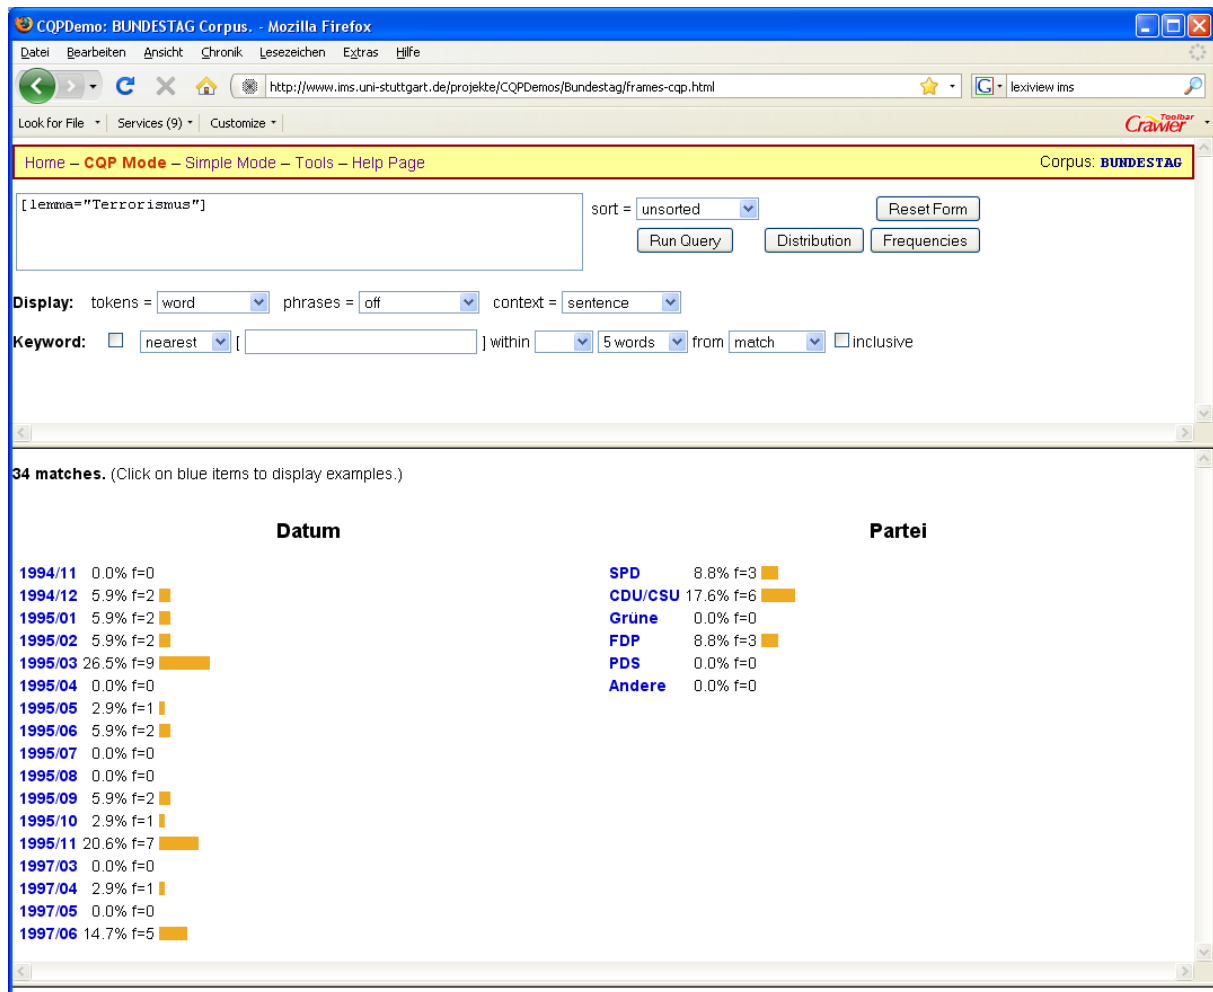 CQPDemo: BUNDESTAG Corpus. - Mozilla Firefox
Datei Bearbeiten Ansicht Chronik Lesezeichen Extras Hilfe
http://www.ims.uni-stuttgart.de/projekte/CQPDemos/Bundestag/frames-cqp.html G lexiview ims
Look for File Services (9) Customize Crawler Toolbar
Home – CQP Mode – Simple Mode – Tools – Help Page Corpus: BUNDESTAG
[lemma="Terrorismus"] sort = unsorted Reset Form
Run Query Distribution Frequencies
Display: tokens = word phrases = off context = sentence
Keyword: nearest [ ] within 5 words from match inclusive
34 matches. (Click on blue items to display examples.)
Datum Partei
1994/11 0.0% f=0 SPD 8.8% f=3
1994/12 5.9% f=2 CDU/CSU 17.6% f=6
1995/01 5.9% f=2 Grüne 0.0% f=0
1995/02 5.9% f=2 FDP 8.8% f=3
1995/03 26.5% f=9 PDS 0.0% f=0
1995/04 0.0% f=0 Andere 0.0% f=0
1995/05 2.9% f=1
1995/06 5.9% f=2
1995/07 0.0% f=0
1995/08 0.0% f=0
1995/09 5.9% f=2
1995/10 2.9% f=1
1995/11 20.6% f=7
1997/03 0.0% f=0
1997/04 2.9% f=1
1997/05 0.0% f=0
1997/06 14.7% f=5